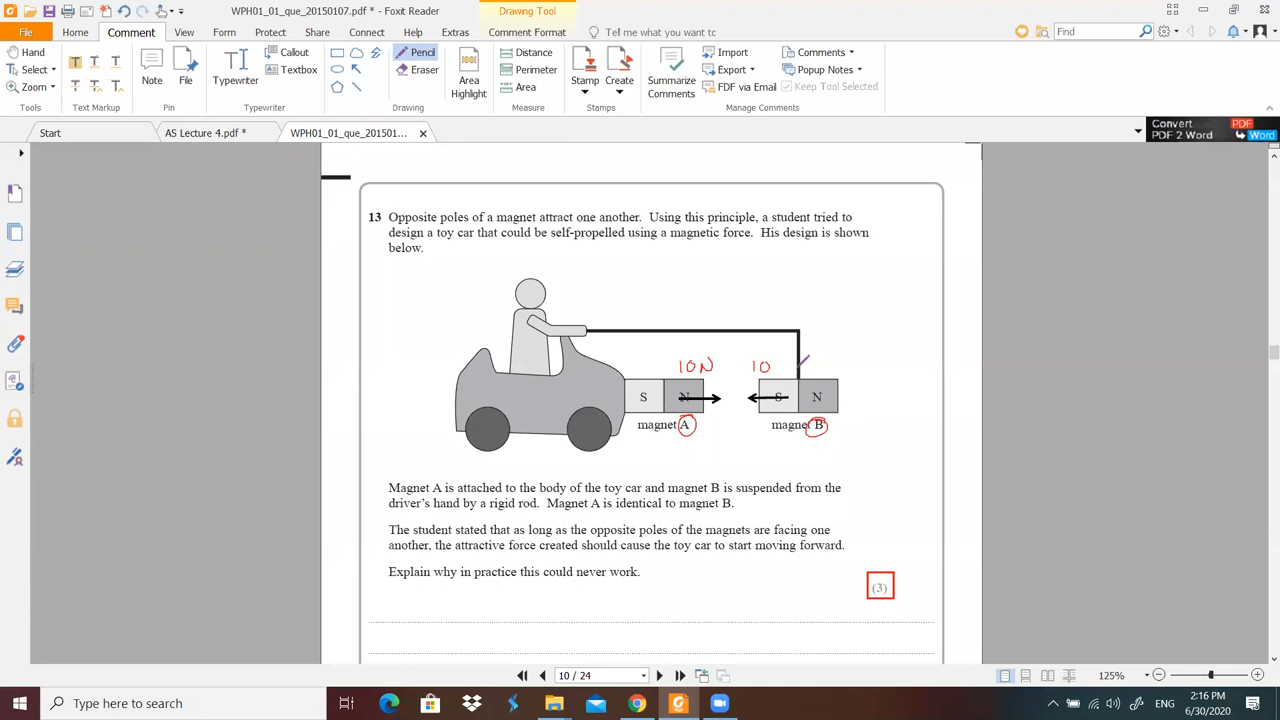 WPH01_01_que_20150107.pdf * - Foxit Reader
Drawing Tool
File
Home
Comment
View
Form
Protect
Share
Connect
Help
Extras
Comment Format
Tell me what you want tc
Find
Hand
Select
Zoom
Tools
Text Markup
Note
File
Pin
Typewriter
Callout
Textbox
Typewriter
Pencil
Eraser
Drawing
Area
Highlight
Distance
Perimeter
Area
Measure
Stamp
Create
Stamps
Summarize
Comments
Import
Export
FDF via Email
Comments
Popup Notes
Keep Tool Selected
Manage Comments
Start
A5 Lecture 4.pdf *
WPH01_01_que_201501...
Convert
PDF 2 Word
PDF
Word
13 Opposite poles of a magnet attract one another. Using this principle, a student tried to
design a toy car that could be self-propelled using a magnetic force. His design is shown
below.
10N
10
S
N
S
N
magnet A
magnet B
Magnet A is attached to the body of the toy car and magnet B is suspended from the
driver's hand by a rigid rod. Magnet A is identical to magnet B.
The student stated that as long as the opposite poles of the magnets are facing one
another, the attractive force created should cause the toy car to start moving forward.
Explain why in practice this could never work.
(3)
10 / 24
125%
Type here to search
ENG
2:16 PM
6/30/2020